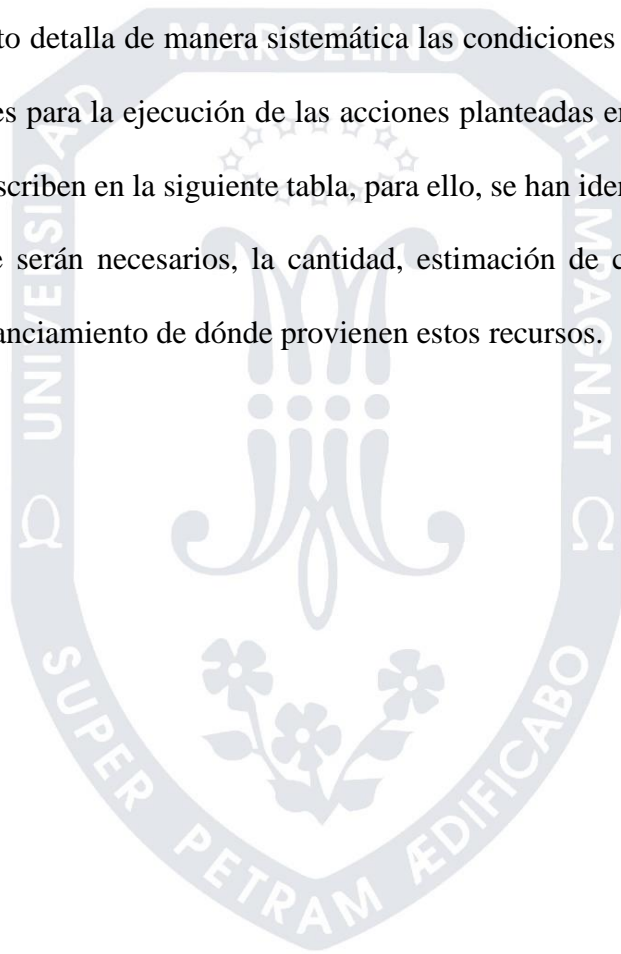 to detalla de manera sistemática las condiciones
es para la ejecución de las acciones planteadas en
scriben en la siguiente tabla, para ello, se han iden
e serán necesarios, la cantidad, estimación de c
anciamiento de dónde provienen estos recursos.
UNIVERSIDAD MARCELINO CHAMPAGNAT
Ω Ω
SUPER PETRAM ÆDIFICABO